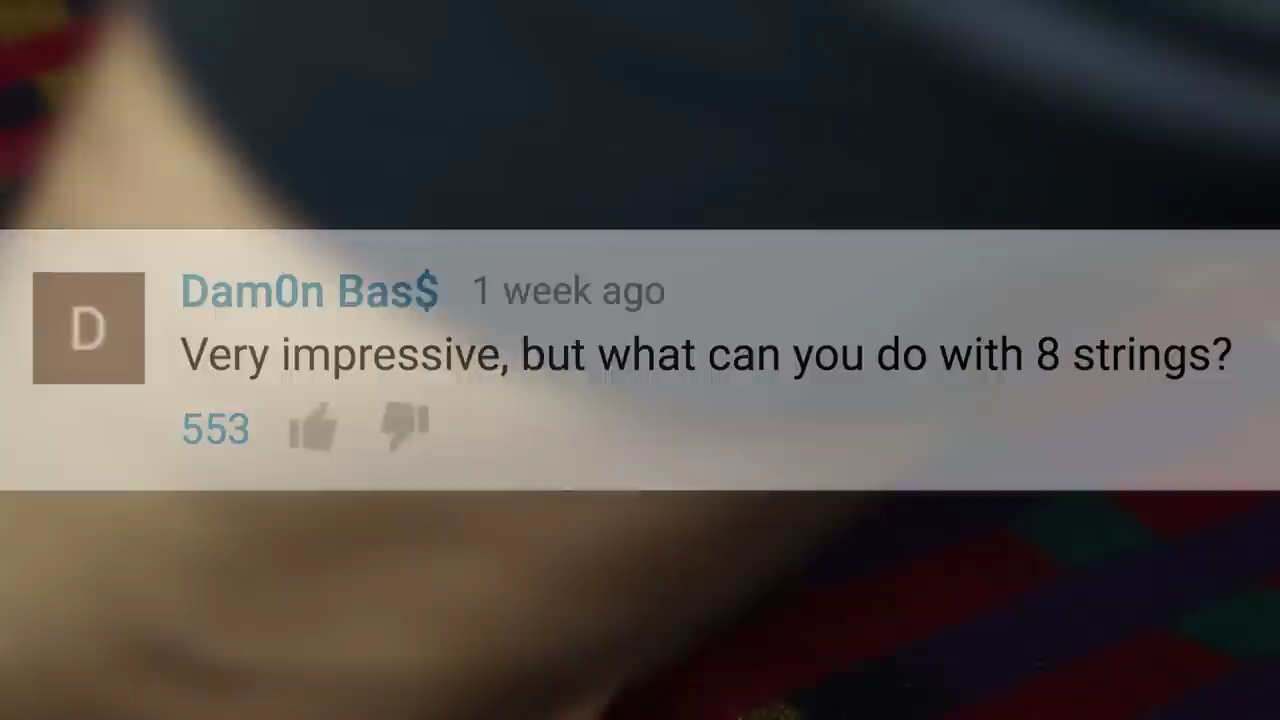 D
Dam0n Bas$ 1 week ago
Very impressive, but what can you do with 8 strings?
553